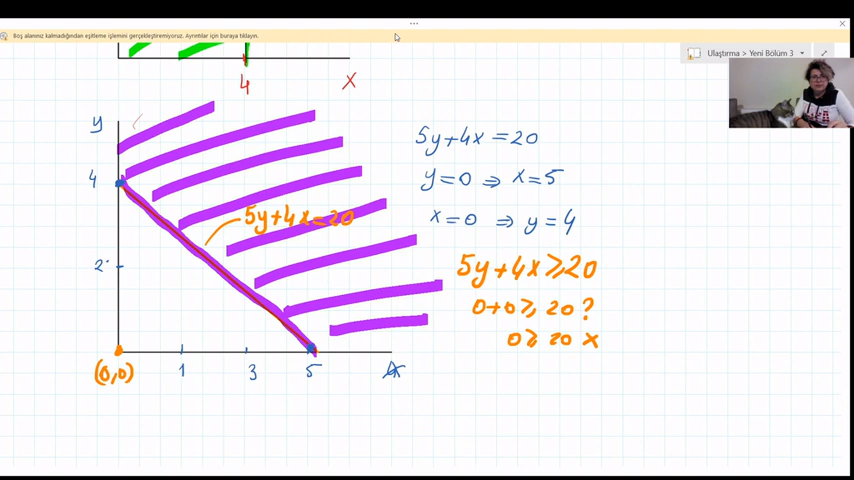 Boş alanınız kalmadığından eşitleme işlemini gerçekleştiremiyoruz. Ayrıntılar için buraya tıklayın.
Ulaştırma > Yeni Bölüm 3
4
X
y
4
2
(0,0)
1
3
5
5y+4x=20
5y+4x=20
y=0 ⇒ x=5
x=0 ⇒ y=4
5y+4x≥20
0+0≥20?
0≥20 x